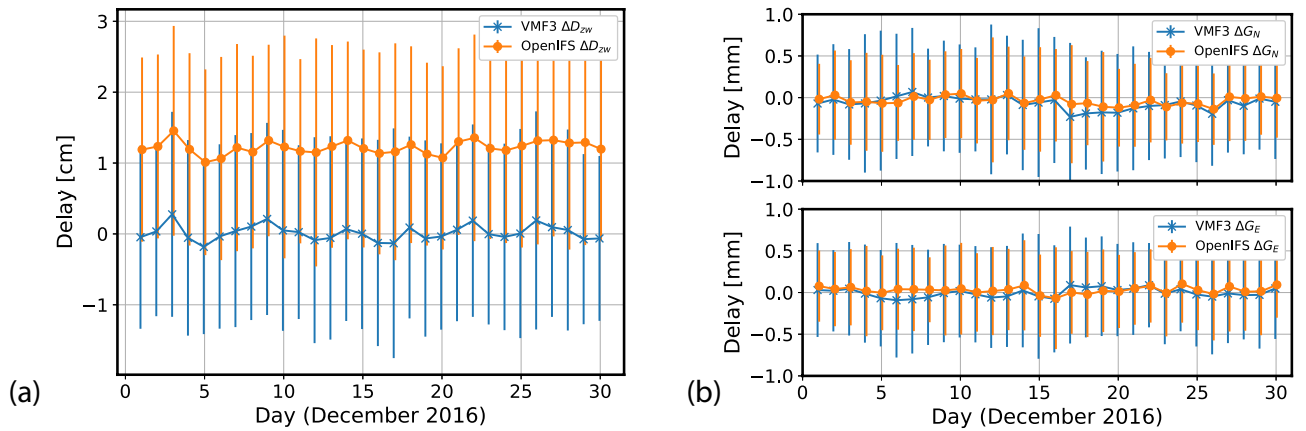 3
2
1
0
−1
Delay [cm]
VMF3 ΔD_zw
OpenIFS ΔD_zw
0 5 10 15 20 25 30
Day (December 2016)
(a)
1.0
0.5
0.0
−0.5
−1.0
Delay [mm]
VMF3 ΔG_N
OpenIFS ΔG_N
1.0
0.5
0.0
−0.5
−1.0
Delay [mm]
VMF3 ΔG_E
OpenIFS ΔG_E
0 5 10 15 20 25 30
Day (December 2016)
(b)